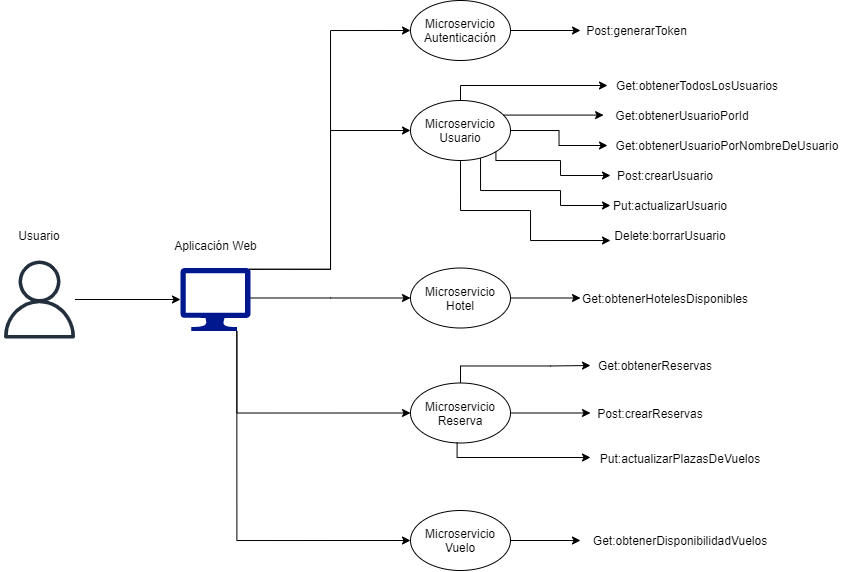 Usuario
Aplicación Web
Microservicio
Autenticación
Post:generarToken
Microservicio
Usuario
Get:obtenerTodosLosUsuarios
Get:obtenerUsuarioPorId
Get:obtenerUsuarioPorNombreDeUsuario
Post:crearUsuario
Put:actualizarUsuario
Delete:borrarUsuario
Microservicio
Hotel
Get:obtenerHotelesDisponibles
Microservicio
Reserva
Get:obtenerReservas
Post:crearReservas
Put:actualizarPlazasDeVuelos
Microservicio
Vuelo
Get:obtenerDisponibilidadVuelos